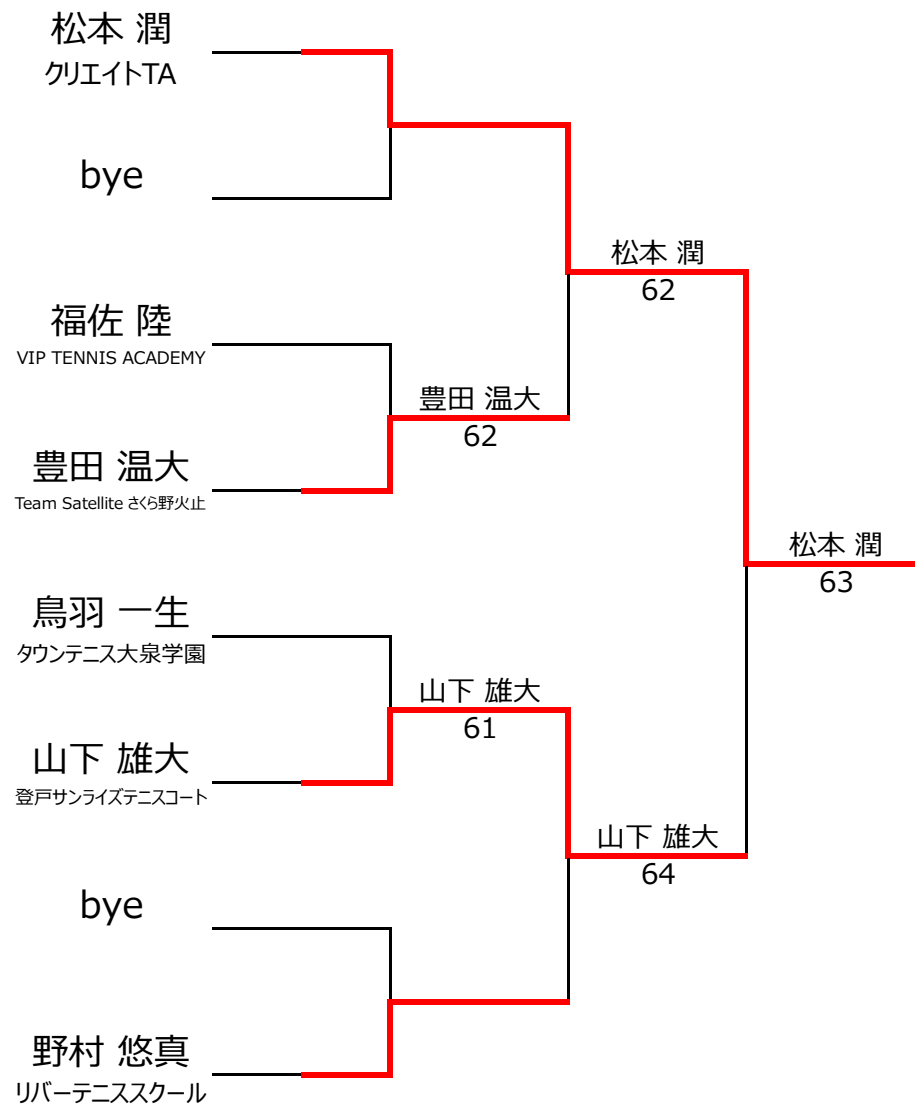 松本 潤
クリエイトTA
bye
松本 潤
62
福佐 陸
VIP TENNIS ACADEMY
豊田 温大
62
豊田 温大
Team Satellite さくら野火止
松本 潤
63
鳥羽 一生
タウンテニス大泉学園
山下 雄大
61
山下 雄大
登戸サンライズテニスコート
山下 雄大
64
bye
野村 悠真
リバーテニススクール